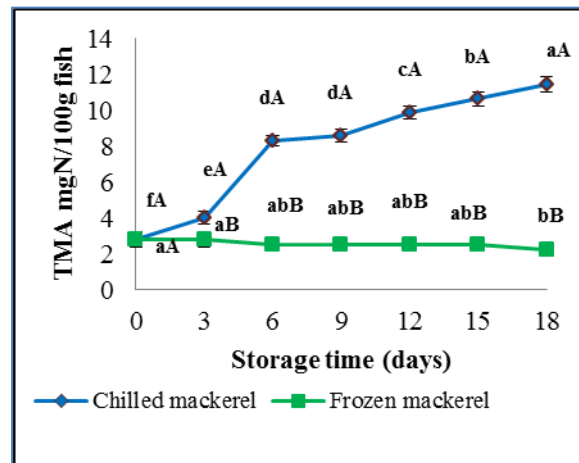 TMA mgN/100g fish
14
12
10
8
6
4
2
0
fA
eA
dA
dA
cA
bA
aA
aA
aB
abB
abB
abB
abB
bB
0 3 6 9 12 15 18
Storage time (days)
Chilled mackerel Frozen mackerel